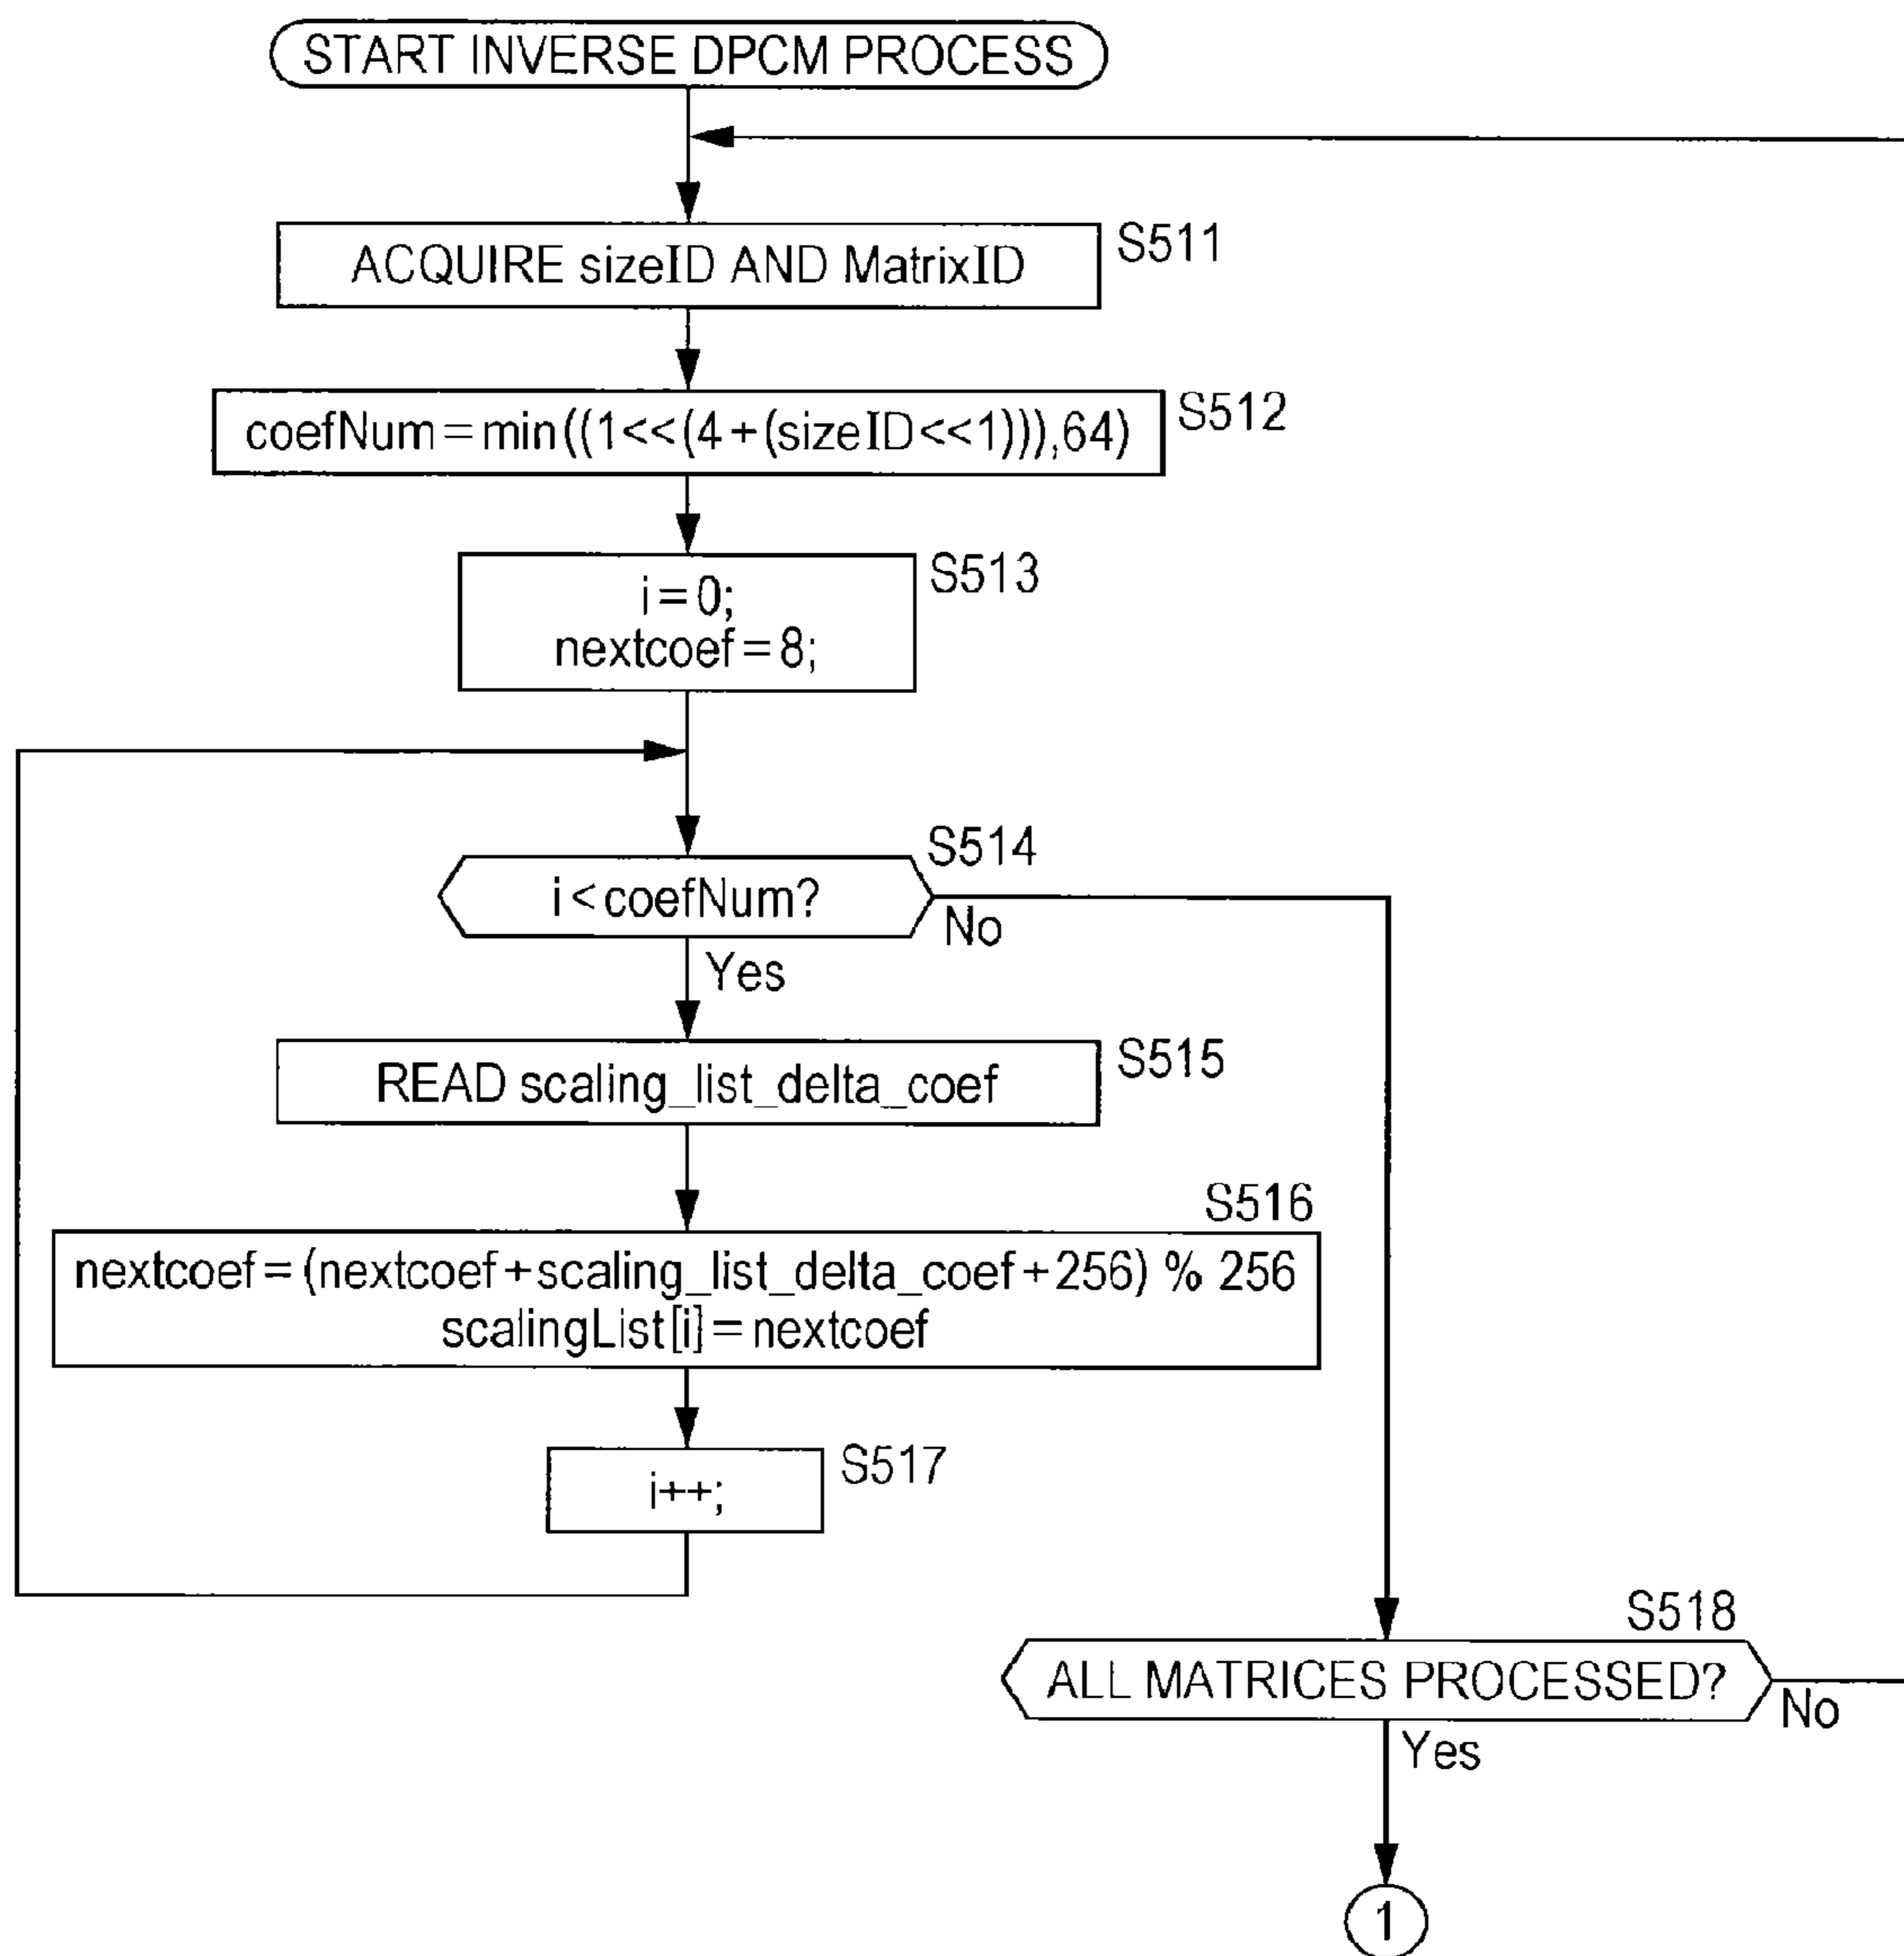 START INVERSE DPCM PROCESS
ACQUIRE sizeID AND MatrixID
S511
coefNum=min((1<<(4+(sizeID<<1))),64)
S512
i=0;
nextcoef=8;
S513
S514
i<coefNum?
No
Yes
READ scaling_list_delta_coef
S515
S516
nextcoef=(nextcoef+scaling_list_delta_coef+256) % 256
scalingList[i]=nextcoef
i++;
S517
S518
ALL MATRICES PROCESSED?
No
Yes
1